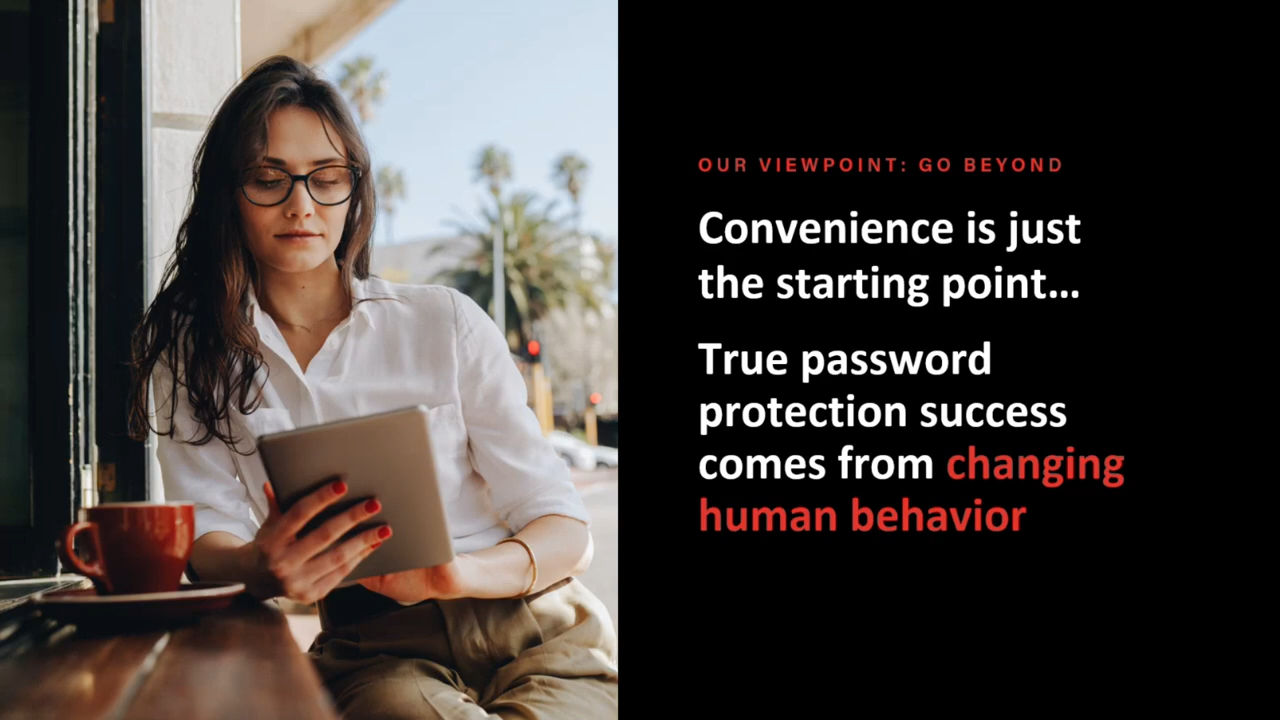 OUR VIEWPOINT: GO BEYOND
Convenience is just
the starting point…
True password
protection success
comes from changing
human behavior